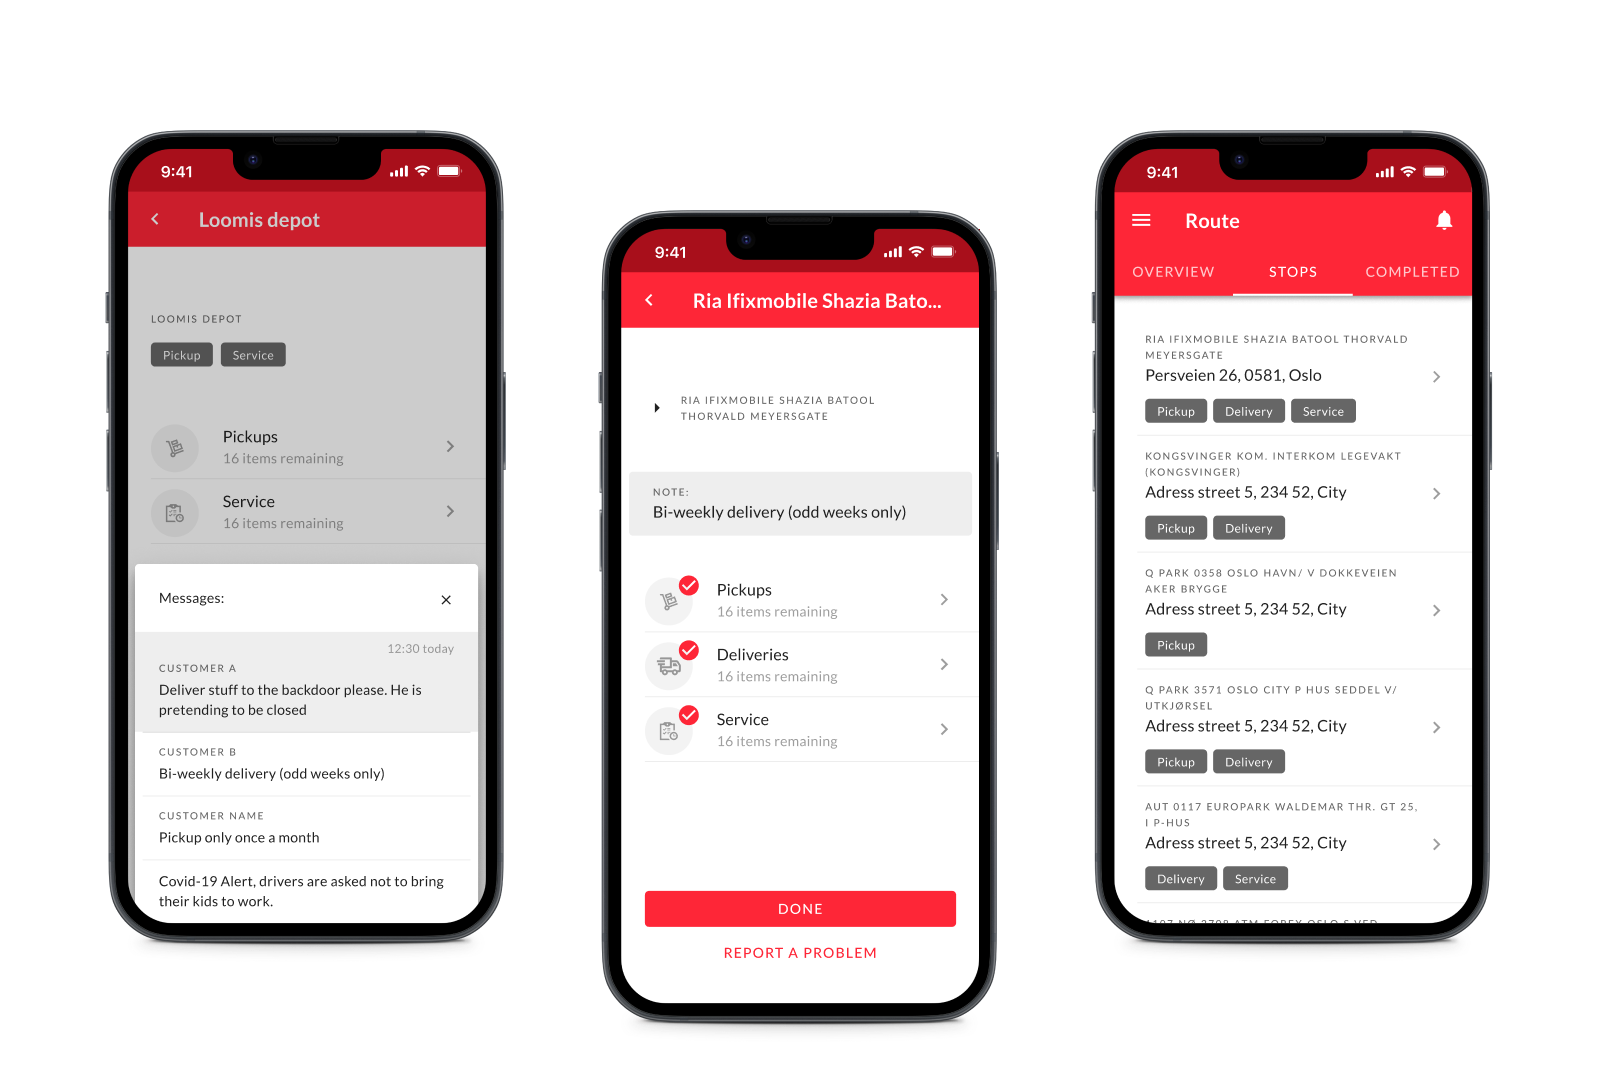 9:41
Loomis depot
LOOMIS DEPOT
Pickup Service
Pickups
16 items remaining
Service
16 items remaining
Messages:
12:30 today
CUSTOMER A
Deliver stuff to the backdoor please. He is
pretending to be closed
CUSTOMER B
Bi-weekly delivery (odd weeks only)
CUSTOMER NAME
Pickup only once a month
Covid-19 Alert, drivers are asked not to bring
their kids to work.
9:41
Ria Ifixmobile Shazia Bato...
RIA IFIXMOBILE SHAZIA BATOOL
THORVALD MEYERSGATE
NOTE:
Bi-weekly delivery (odd weeks only)
Pickups
16 items remaining
Deliveries
16 items remaining
Service
16 items remaining
DONE
REPORT A PROBLEM
9:41
Route
OVERVIEW STOPS COMPLETED
RIA IFIXMOBILE SHAZIA BATOOL THORVALD
MEYERSGATE
Persveien 26, 0581, Oslo
Pickup Delivery Service
KONGSVINGER KOM. INTERKOM LEGEVAKT
(KONGSVINGER)
Adress street 5, 234 52, City
Pickup Delivery
Q PARK 0358 OSLO HAVN/ V DOKKEVEIEN
AKER BRYGGE
Adress street 5, 234 52, City
Pickup
Q PARK 3571 OSLO CITY P HUS SEDDEL V/
UTKJØRSEL
Adress street 5, 234 52, City
Pickup Delivery
AUT 0117 EUROPARK WALDEMAR THR. GT 25,
I P-HUS
Adress street 5, 234 52, City
Delivery Service
ATM FOREX OSLO S VED